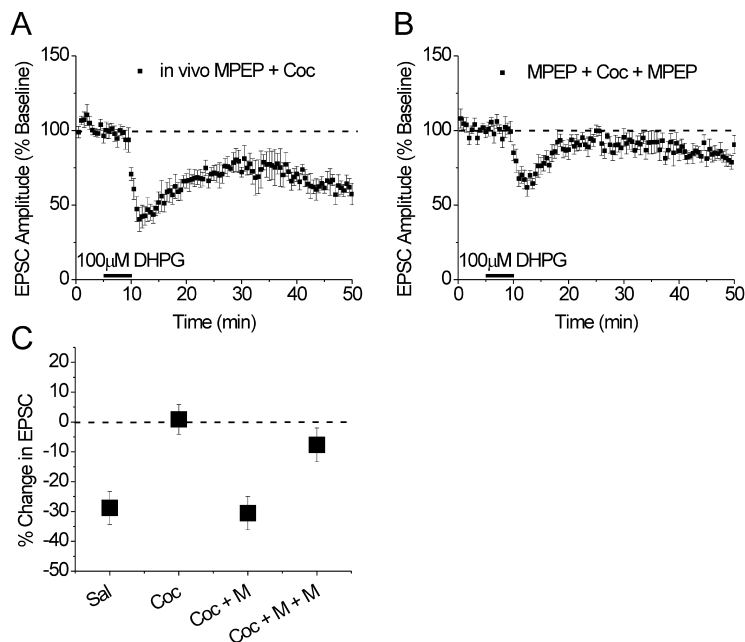 A
150
100
50
0
EPSC Amplitude (% Baseline)
in vivo MPEP + Coc
100μM DHPG
0 10 20 30 40 50
Time (min)
B
150
100
50
0
EPSC Amplitude (% Baseline)
MPEP + Coc + MPEP
100μM DHPG
0 10 20 30 40 50
Time (min)
C
20
10
0
-10
-20
-30
-40
-50
% Change in EPSC
Sal
Coc
Coc + M
Coc + M + M